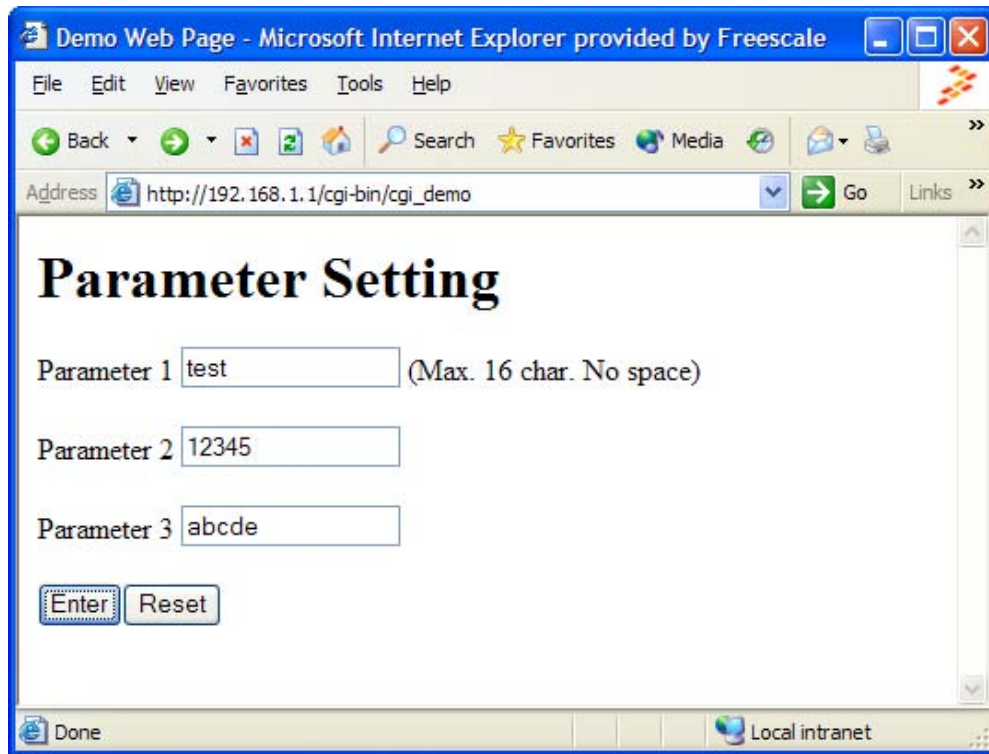 Demo Web Page - Microsoft Internet Explorer provided by Freescale
File Edit View Favorites Tools Help
Back Search Favorites Media
Address http://192.168.1.1/cgi-bin/cgi_demo Go Links
Parameter Setting
Parameter 1 test (Max. 16 char. No space)
Parameter 2 12345
Parameter 3 abcde
Enter Reset
Done Local intranet